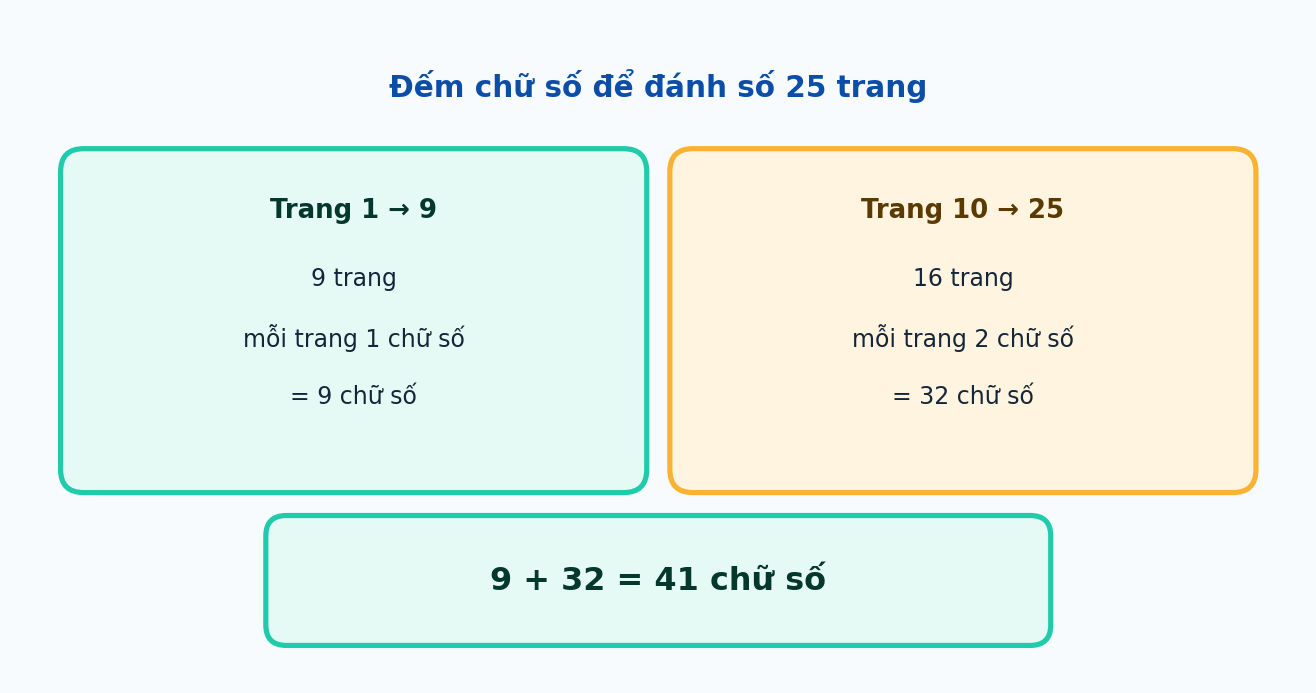 Đếm chữ số để đánh số 25 trang
Trang 1 → 9
9 trang
mỗi trang 1 chữ số
= 9 chữ số
Trang 10 → 25
16 trang
mỗi trang 2 chữ số
= 32 chữ số
9 + 32 = 41 chữ số